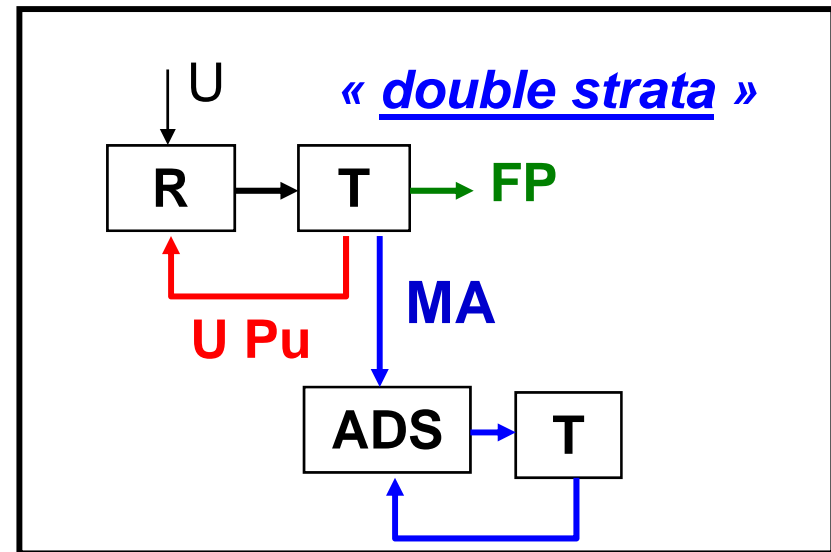 U
« double strata »
R
T
FP
U Pu
MA
ADS
T